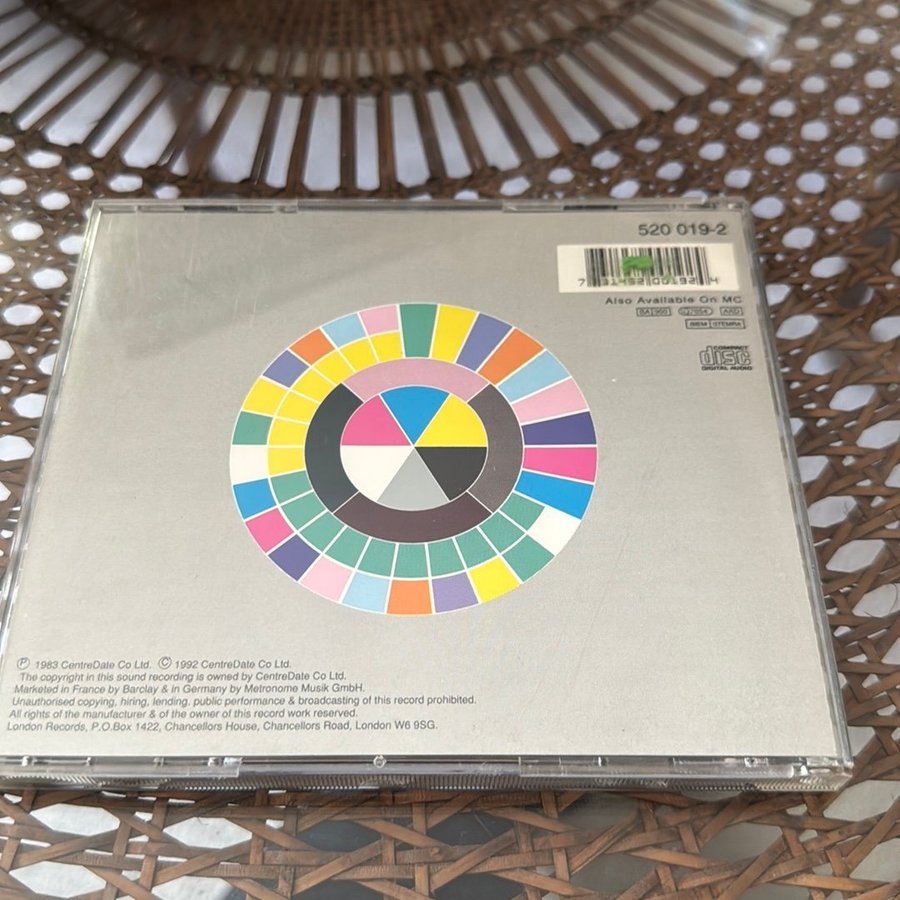 520 019-2
Also Available On MC
BIEM STEMRA
COMPACT
disc
DIGITAL AUDIO
Ⓟ 1983 CentreDate Co Ltd. © 1992 CentreDate Co Ltd.
The copyright in this sound recording is owned by CentreDate Co Ltd.
Marketed in France by Barclay & in Germany by Metronome Musik GmbH.
Unauthorised copying, hiring, lending, public performance & broadcasting of this record prohibited.
All rights of the manufacturer & of the owner of this record work reserved.
London Records, P.O.Box 1422, Chancellors House, Chancellors Road, London W6 9SG.